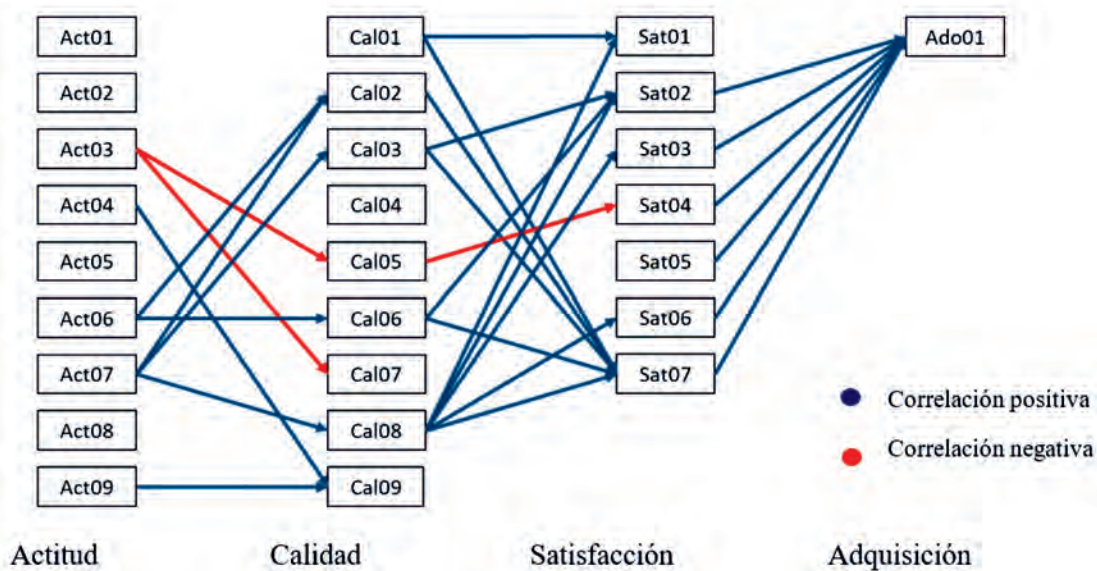 Act01
Act02
Act03
Act04
Act05
Act06
Act07
Act08
Act09
Cal01
Cal02
Cal03
Cal04
Cal05
Cal06
Cal07
Cal08
Cal09
Sat01
Sat02
Sat03
Sat04
Sat05
Sat06
Sat07
Ado01
Correlación positiva
Correlación negativa
Actitud
Calidad
Satisfacción
Adquisición